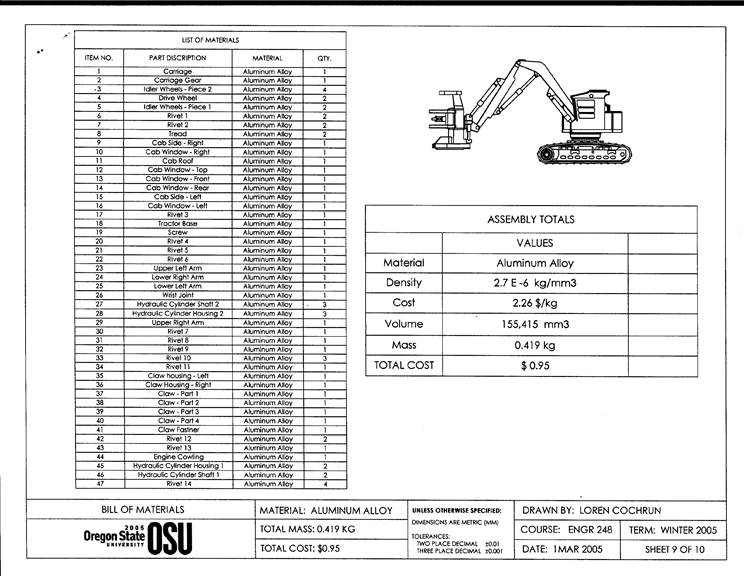 LIST OF MATERIALS
ITEM NO. PART DISCRIPTION MATERIAL QTY.
1 Carriage Aluminum Alloy 1
2 Carriage Gear Aluminum Alloy 1
3 Idler Wheels - Piece 2 Aluminum Alloy 4
4 Drive Wheel Aluminum Alloy 2
5 Idler Wheels - Piece 1 Aluminum Alloy 2
6 Rivet 1 Aluminum Alloy 2
7 Rivet 2 Aluminum Alloy 2
8 Tread Aluminum Alloy 2
9 Cab Side - Right Aluminum Alloy 1
10 Cab Window - Right Aluminum Alloy 1
11 Cab Roof Aluminum Alloy 1
12 Cab Window - Top Aluminum Alloy 1
13 Cab Window - Front Aluminum Alloy 1
14 Cab Window - Rear Aluminum Alloy 1
15 Cab Side - Left Aluminum Alloy 1
16 Cab Window - Left Aluminum Alloy 1
17 Rivet 3 Aluminum Alloy 1
18 Tractor Base Aluminum Alloy 1
19 Screw Aluminum Alloy 1
20 Rivet 4 Aluminum Alloy 1
21 Rivet 5 Aluminum Alloy 1
22 Rivet 6 Aluminum Alloy 1
23 Upper Left Arm Aluminum Alloy 1
24 Lower Right Arm Aluminum Alloy 1
25 Lower Left Arm Aluminum Alloy 1
26 Wrist Joint Aluminum Alloy 1
27 Hydraulic Cylinder Shaft 2 Aluminum Alloy 3
28 Hydraulic Cylinder Housing 2 Aluminum Alloy 3
29 Upper Right Arm Aluminum Alloy 1
30 Rivet 7 Aluminum Alloy 1
31 Rivet 8 Aluminum Alloy 1
32 Rivet 9 Aluminum Alloy 1
33 Rivet 10 Aluminum Alloy 3
34 Rivet 11 Aluminum Alloy 1
35 Claw housing - Left Aluminum Alloy 1
36 Claw Housing - Right Aluminum Alloy 1
37 Claw - Part 1 Aluminum Alloy 1
38 Claw - Part 2 Aluminum Alloy 1
39 Claw - Part 3 Aluminum Alloy 1
40 Claw - Part 4 Aluminum Alloy 1
41 Claw Fastner Aluminum Alloy 1
42 Rivet 12 Aluminum Alloy 2
43 Rivet 13 Aluminum Alloy 1
44 Engine Cowling Aluminum Alloy 1
45 Hydraulic Cylinder Housing 1 Aluminum Alloy 2
46 Hydraulic Cylinder Shaft 1 Aluminum Alloy 2
47 Rivet 14 Aluminum Alloy 4
ASSEMBLY TOTALS
VALUES
Material Aluminum Alloy
Density 2.7 E -6 kg/mm3
Cost 2.26 $/kg
Volume 155,415 mm3
Mass 0.419 kg
TOTAL COST $ 0.95
BILL OF MATERIALS
2005
Oregon State
UNIVERSITY
OSU
MATERIAL: ALUMINUM ALLOY
TOTAL MASS: 0.419 KG
TOTAL COST: $0.95
UNLESS OTHERWISE SPECIFIED:
DIMENSIONS ARE METRIC (MM)
TOLERANCES:
TWO PLACE DECIMAL ±0.01
THREE PLACE DECIMAL ±0.001
DRAWN BY: LOREN COCHRUN
COURSE: ENGR 248 TERM: WINTER 2005
DATE: 1MAR 2005 SHEET 9 OF 10